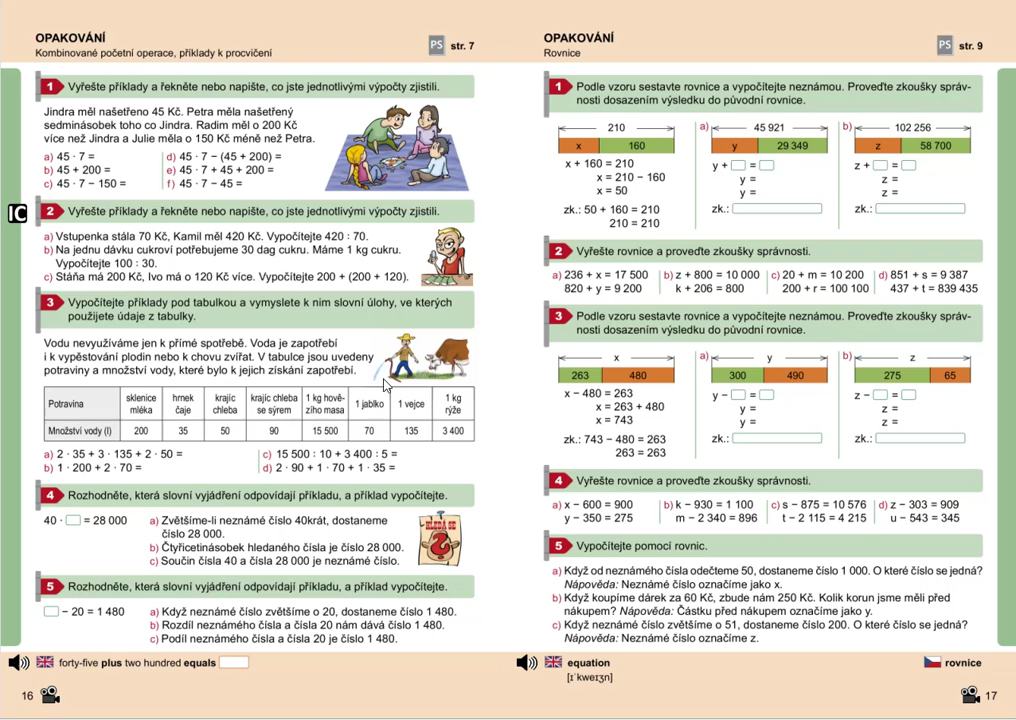 OPAKOVÁNÍ
Kombinované početní operace, příklady k procvičení
PS str. 7
1 Vyřešte příklady a řekněte nebo napište, co jste jednotlivými výpočty zjistili.
Jindra měl našetřeno 45 Kč. Petra měla našetřený
sedminásobek toho co Jindra. Radim měl o 200 Kč
více než Jindra a Julie měla o 150 Kč méně než Petra.
a) 45 · 7 = d) 45 · 7 − (45 + 200) =
b) 45 + 200 = e) 45 · 7 + 45 + 200 =
c) 45 · 7 − 150 = f) 45 · 7 − 45 =
IC
2 Vyřešte příklady a řekněte nebo napište, co jste jednotlivými výpočty zjistili.
a) Vstupenka stála 70 Kč, Kamil měl 420 Kč. Vypočítejte 420 : 70.
b) Na jednu dávku cukroví potřebujeme 30 dag cukru. Máme 1 kg cukru.
Vypočítejte 100 : 30.
c) Stáňa má 200 Kč, Ivo má o 120 Kč více. Vypočítejte 200 + (200 + 120).
3 Vypočítejte příklady pod tabulkou a vymyslete k nim slovní úlohy, ve kterých
použijete údaje z tabulky.
Vodu nevyužíváme jen k přímé spotřebě. Voda je zapotřebí
i k vypěstování plodin nebo k chovu zvířat. V tabulce jsou uvedeny
potraviny a množství vody, které bylo k jejich získání zapotřebí.
Potravina sklenice mléka hrnek čaje krajíc chleba krajíc chleba se sýrem 1 kg hovězího masa 1 jablko 1 vejce 1 kg rýže
Množství vody (l) 200 35 50 90 15 500 70 135 3 400
a) 2 · 35 + 3 · 135 + 2 · 50 = c) 15 500 : 10 + 3 400 : 5 =
b) 1 · 200 + 2 · 70 = d) 2 · 90 + 1 · 70 + 1 · 35 =
4 Rozhodněte, která slovní vyjádření odpovídají příkladu, a příklad vypočítejte.
40 · = 28 000 a) Zvětšíme-li neznámé číslo 40krát, dostaneme
číslo 28 000.
b) Čtyřicetinásobek hledaného čísla je číslo 28 000.
c) Součin čísla 40 a čísla 28 000 je neznámé číslo.
HLEDÁ SE
?
5 Rozhodněte, která slovní vyjádření odpovídají příkladu, a příklad vypočítejte.
− 20 = 1 480 a) Když neznámé číslo zvětšíme o 20, dostaneme 1 480.
b) Rozdíl neznámého čísla a čísla 20 nám dává číslo 1 480.
c) Podíl neznámého čísla a čísla 20 je číslo 1 480.
forty-five plus two hundred equals
16
OPAKOVÁNÍ
Rovnice
PS str. 9
1 Podle vzoru sestavte rovnice a vypočítejte neznámou. Proveďte zkoušky správ-
nosti dosazením výsledku do původní rovnice.
210 a) 45 921 b) 102 256
x 160 y 29 349 z 58 700
x + 160 = 210 y + = z + =
x = 210 − 160 y = z =
x = 50 y = z =
zk.: 50 + 160 = 210 zk.: zk.:
210 = 210
2 Vyřešte rovnice a proveďte zkoušky správnosti.
a) 236 + x = 17 500 b) z + 800 = 10 000 c) 20 + m = 10 200 d) 851 + s = 9 387
820 + y = 9 200 k + 206 = 800 200 + r = 100 100 437 + t = 839 435
3 Podle vzoru sestavte rovnice a vypočítejte neznámou. Proveďte zkoušky správ-
nosti dosazením výsledku do původní rovnice.
x a) y b) z
263 480 300 490 275 65
x − 480 = 263 y − = z − =
x = 263 + 480 y = z =
x = 743 y = z =
zk.: 743 − 480 = 263 zk.: zk.:
263 = 263
4 Vyřešte rovnice a proveďte zkoušky správnosti.
a) x − 600 = 900 b) k − 930 = 1 100 c) s − 875 = 10 576 d) z − 303 = 909
y − 350 = 275 m − 2 340 = 896 t − 2 115 = 4 215 u − 543 = 345
5 Vypočítejte pomocí rovnic.
a) Když od neznámého čísla odečteme 50, dostaneme číslo 1 000. O které číslo se jedná?
Nápověda: Neznámé číslo označíme jako x.
b) Když koupíme dárek za 60 Kč, zbude nám 250 Kč. Kolik korun jsme měli před
nákupem? Nápověda: Částku před nákupem označíme jako y.
c) Když neznámé číslo zvětšíme o 51, dostaneme číslo 200. O které číslo se jedná?
Nápověda: Neznámé číslo označíme z.
equation rovnice
[ɪˈkweɪʒn]
17